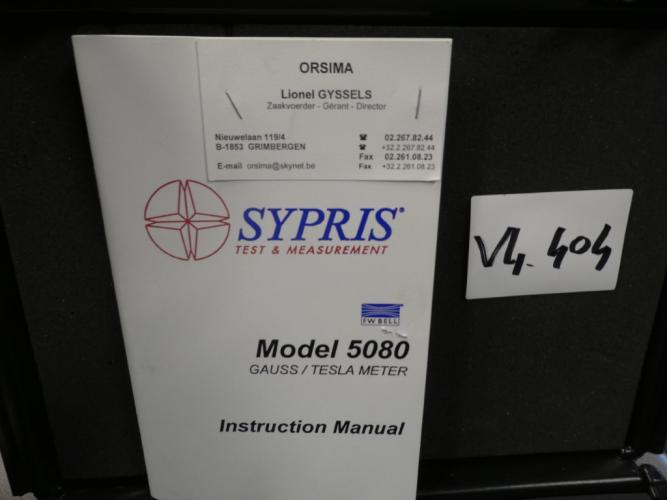 ORSIMA
Lionel GYSSELS
Zaakvoerder - Gérant - Director
Nieuwelaan 119/4 ☎ 02.267.82.44
B-1853 GRIMBERGEN ☎ +32.2.267.82.44
Fax 02.261.08.23
E-mail orsima@skynet.be Fax +32.2.261.08.23
SYPRIS®
TEST & MEASUREMENT
F.W. BELL
Model 5080
GAUSS / TESLA METER
Instruction Manual
V4.404